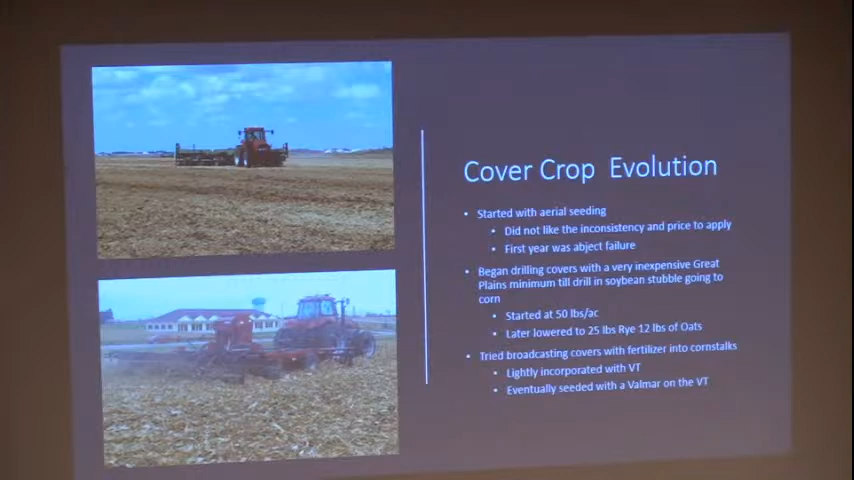 Cover Crop Evolution
• Started with aerial seeding
• Did not like the inconsistency and price to apply
• First year was abject failure
• Began drilling covers with a very inexpensive Great
Plains minimum till drill in soybean stubble going to
corn
• Started at 50 lbs/ac
• Later lowered to 25 lbs Rye 12 lbs of Oats
• Tried broadcasting covers with fertilizer into cornstalks
• Lightly incorporated with VT
• Eventually seeded with a Valmar on the VT